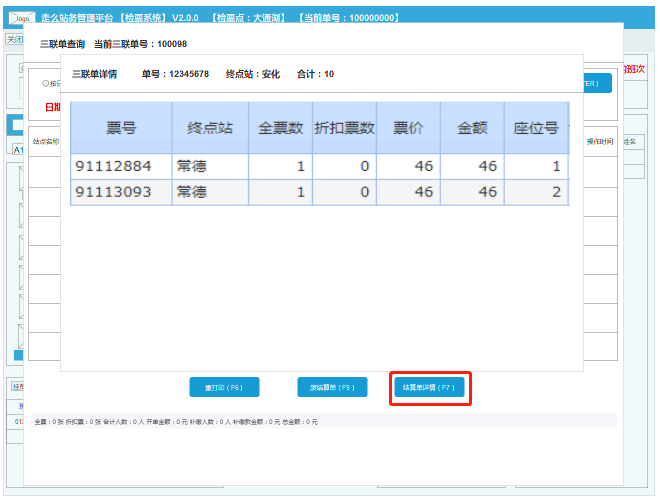 logo 走么站务管理平台 【检票系统】 V2.0.0 【检票点：大通湖】 【当前单号：100000000】
关闭
三联单查询 当前三联单号：100098
三联单详情 单号：12345678 终点站：安化 合计：10
的班次
○按日
TER）
日期
票号 终点站 全票数 折扣票数 票价 金额 座位号
站点名称
操作时间
姓名
A1
91112884 常德 1 0 46 46 1
91113093 常德 1 0 46 46 2
重打印（F6） 废结算单（F9） 结算单详情（F7）
全票：0 张 折扣票：0 张 合计人数：0 人 开单金额：0 元 补缴人数：0 人 补缴款金额：0 元 总金额：0 元